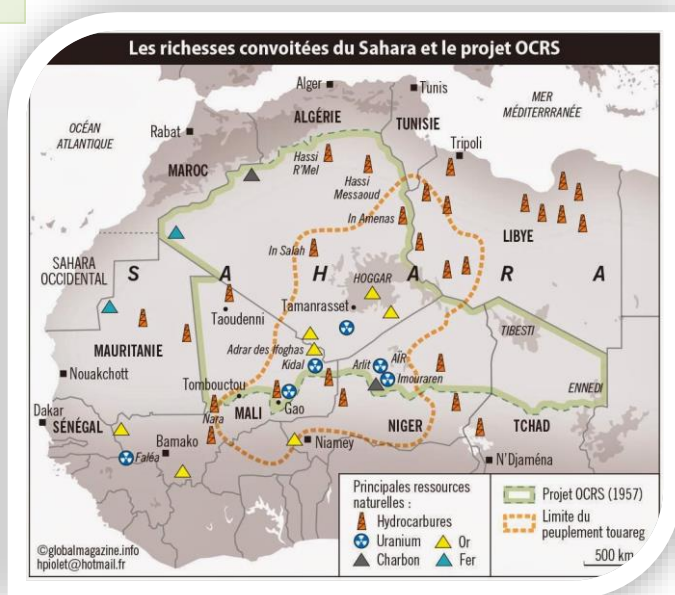 Les richesses convoitées du Sahara et le projet OCRS
Alger
Tunis
MER
MÉDITERRRANÉE
OCÉAN
ATLANTIQUE
ALGÉRIE
TUNISIE
Rabat
Tripoli
MAROC
Hassi
R'Mel
Hassi
Messaoud
In Amenas
LIBYE
In Salah
SAHARA
OCCIDENTAL
S A H A R A
HOGGAR
Tamanrasset
Taoudenni
TIBESTI
Adrar des Ifoghas
MAURITANIE
Kidal
Arlit
AÏR
Imouraren
Nouakchott
ENNEDI
Tombouctou
Dakar
MALI
Gao
SÉNÉGAL
Nara
NIGER
TCHAD
Bamako
Niamey
Faléa
N'Djaména
Principales ressources
naturelles :
Hydrocarbures
Uranium
Or
Charbon
Fer
Projet OCRS (1957)
Limite du
peuplement touareg
500 km
©globalmagazine.info
hpiolet@hotmail.fr